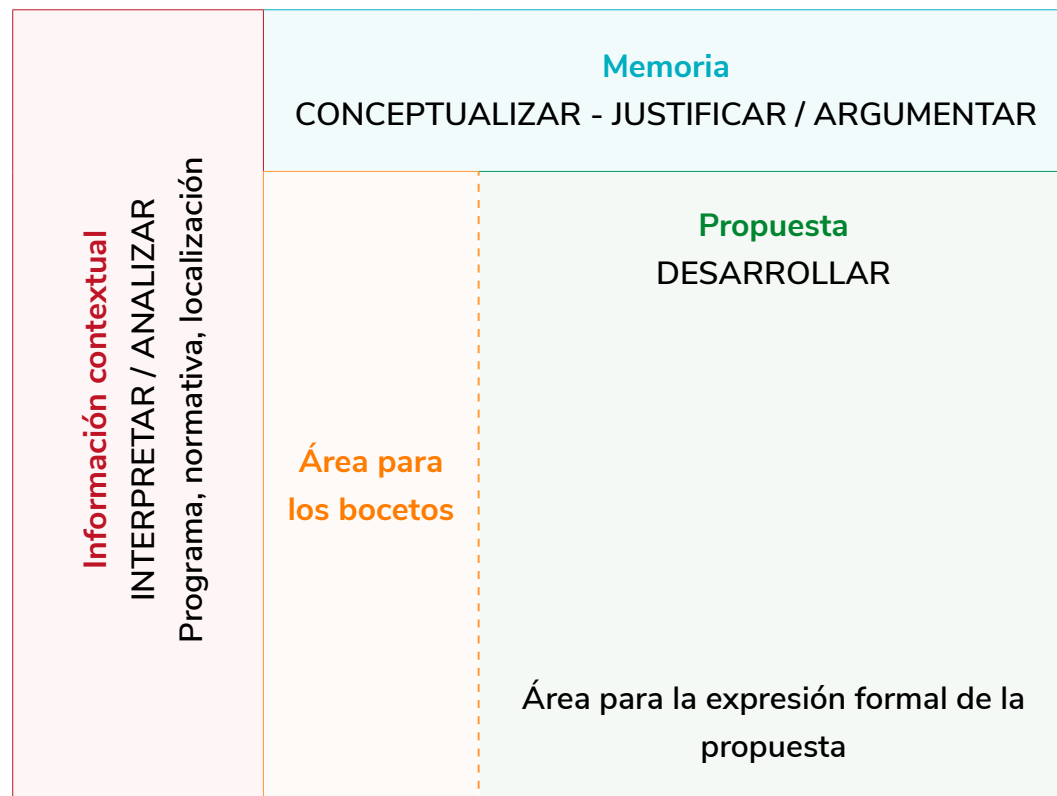 Información contextual
INTERPRETAR / ANALIZAR
Programa, normativa, localización
Memoria
CONCEPTUALIZAR - JUSTIFICAR / ARGUMENTAR
Área para
los bocetos
Propuesta
DESARROLLAR
Área para la expresión formal de la
propuesta